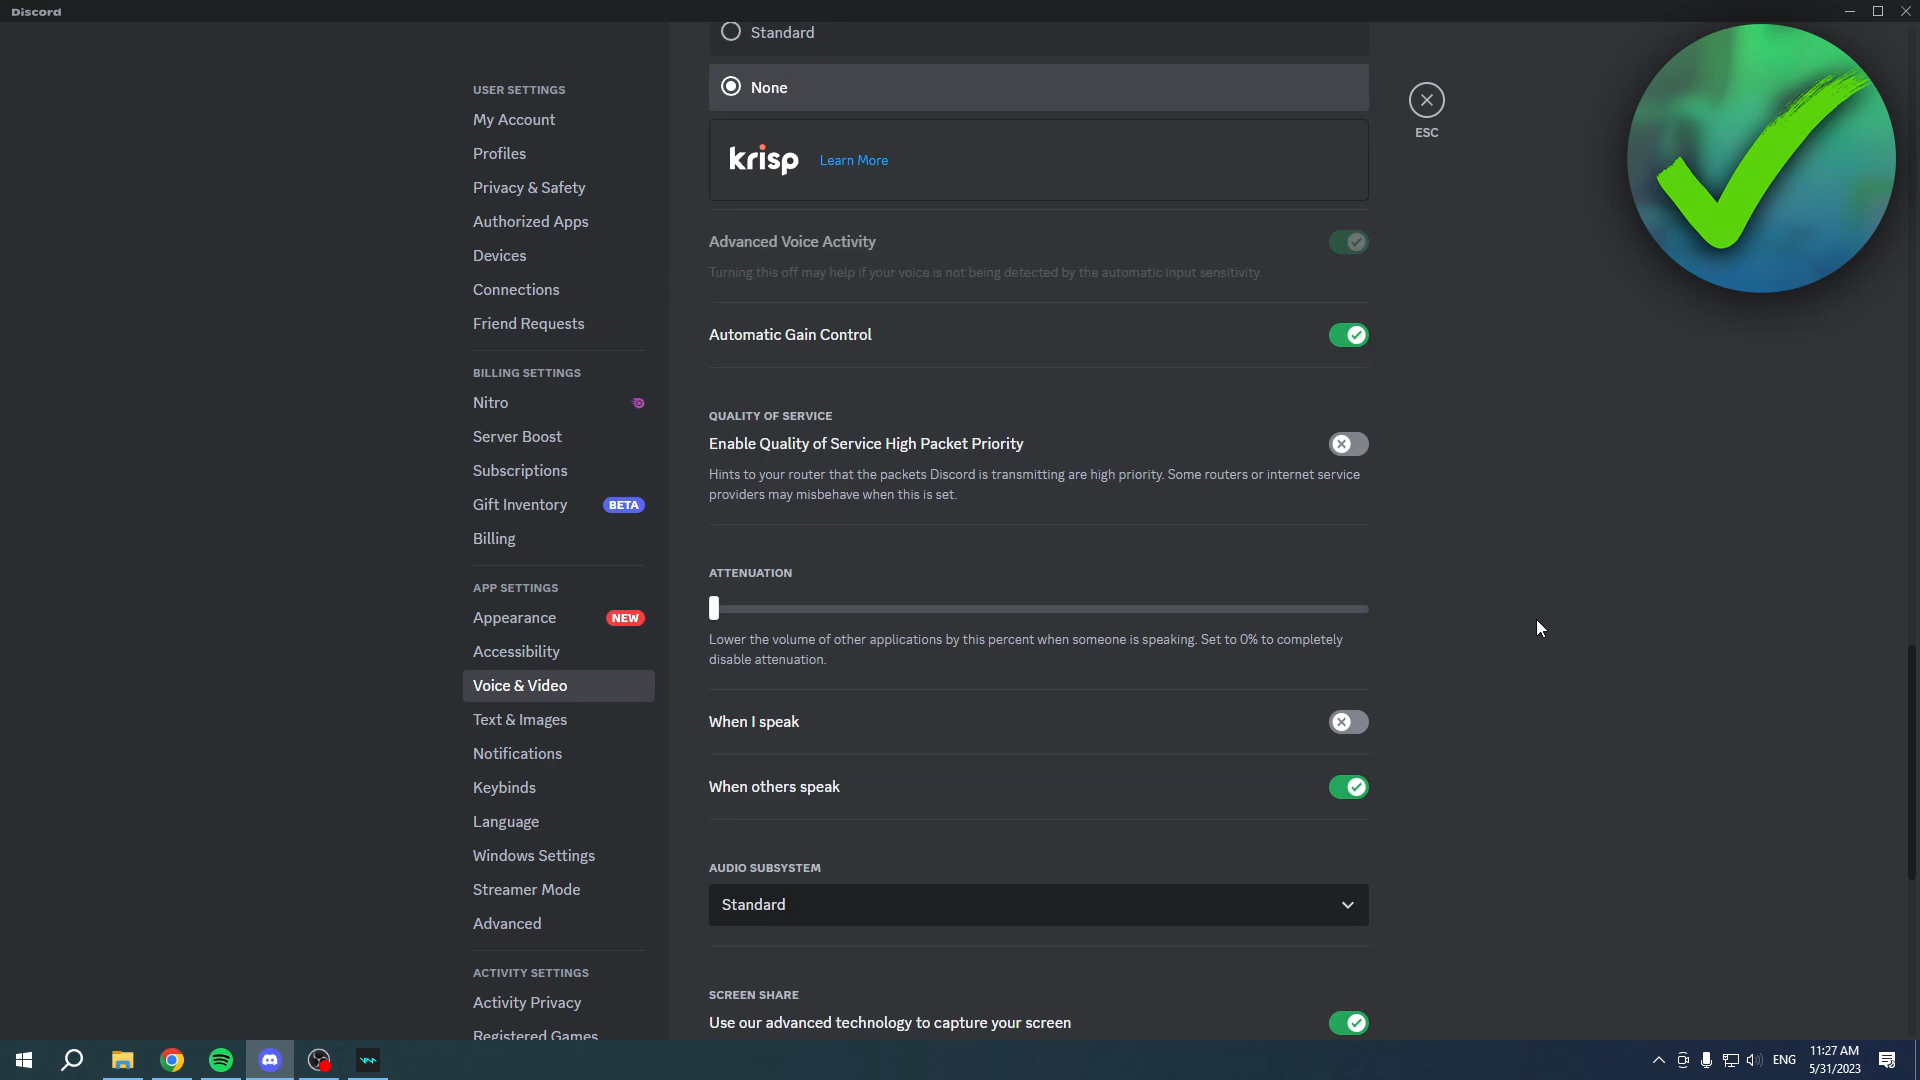 Discord
USER SETTINGS
My Account
Profiles
Privacy & Safety
Authorized Apps
Devices
Connections
Friend Requests
BILLING SETTINGS
Nitro
Server Boost
Subscriptions
Gift Inventory BETA
Billing
APP SETTINGS
Appearance NEW
Accessibility
Voice & Video
Text & Images
Notifications
Keybinds
Language
Windows Settings
Streamer Mode
Advanced
ACTIVITY SETTINGS
Activity Privacy
Registered Games
Standard
None
krisp Learn More
Advanced Voice Activity
Turning this off may help if your voice is not being detected by the automatic input sensitivity.
Automatic Gain Control
QUALITY OF SERVICE
Enable Quality of Service High Packet Priority
Hints to your router that the packets Discord is transmitting are high priority. Some routers or internet service
providers may misbehave when this is set.
ATTENUATION
Lower the volume of other applications by this percent when someone is speaking. Set to 0% to completely
disable attenuation.
When I speak
When others speak
AUDIO SUBSYSTEM
Standard
SCREEN SHARE
Use our advanced technology to capture your screen
ESC
ENG
11:27 AM
5/31/2023